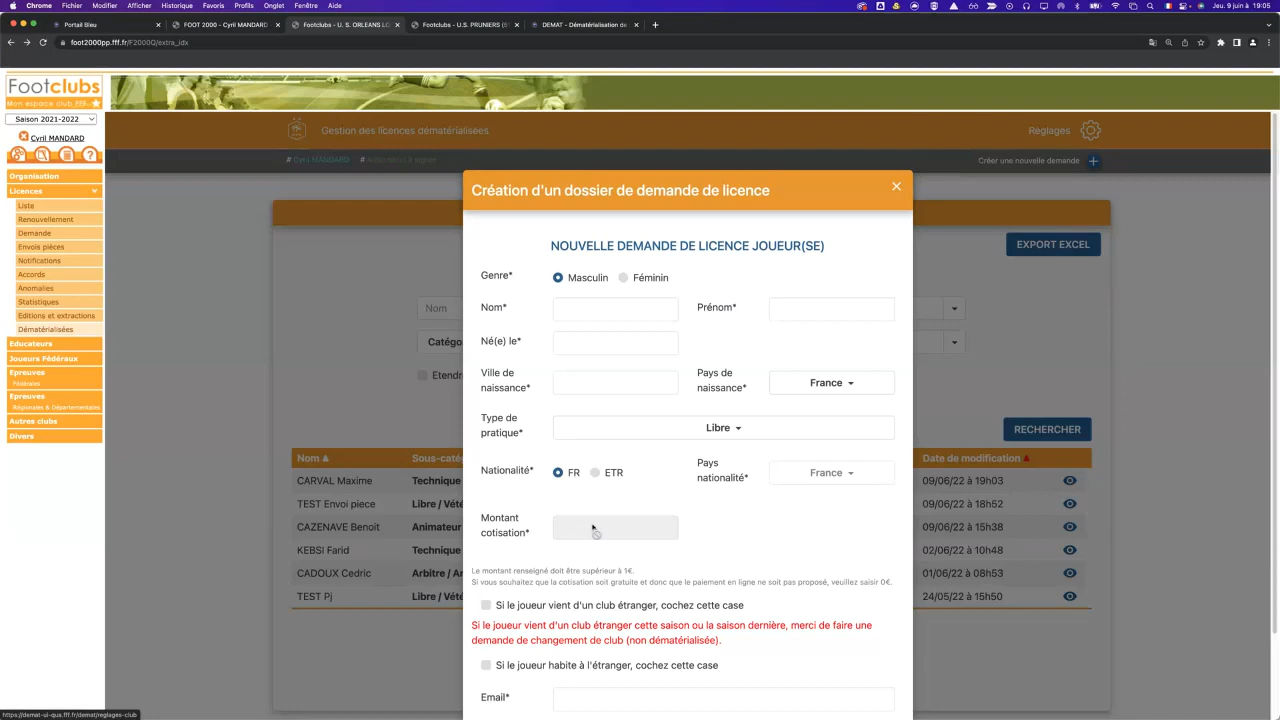 Chrome Fichier Modifier Afficher Historique Favoris Profils Onglet Fenêtre Aide
Jeu. 9 juin à 19:05
Portail Bleu
FOOT 2000 - Cyril MANDARD
Footclubs - U. S. ORLEANS LO
Footclubs - U.S. PRUNIERS (5
DEMAT - Dématérialisation de
foot2000pp.fff.fr/F2000Q/extra_idx
Footclubs
Mon espace club FFF
Saison 2021-2022
Cyril MANDARD
Organisation
Licences
Liste
Renouvellement
Demande
Envois pièces
Notifications
Accords
Anomalies
Statistiques
Editions et extractions
Dématérialisées
Educateurs
Joueurs Fédéraux
Epreuves
Fédérales
Epreuves
Régionales & Départementales
Autres clubs
Divers
Gestion des licences dématérialisées
Reglages
# Cyril MANDARD #
Créer une nouvelle demande +
EXPORT EXCEL
Nom
Catégo
Etendre
RECHERCHER
Nom Sous-caté Date de modification
CARVAL Maxime Technique 09/06/22 à 19h03
TEST Envoi piece Libre / Vété 09/06/22 à 18h52
CAZENAVE Benoit Animateur 09/06/22 à 15h38
KEBSI Farid Technique 02/06/22 à 10h48
CADOUX Cedric Arbitre / Ar 01/06/22 à 08h53
TEST Pj Libre / Vété 24/05/22 à 15h50
Création d'un dossier de demande de licence
NOUVELLE DEMANDE DE LICENCE JOUEUR(SE)
Genre* Masculin Féminin
Nom* Prénom*
Né(e) le*
Ville de naissance* Pays de naissance* France
Type de pratique* Libre
Nationalité* FR ETR Pays nationalité* France
Montant cotisation*
Le montant renseigné doit être supérieur à 1€.
Si vous souhaitez que la cotisation soit gratuite et donc que le paiement en ligne ne soit pas proposé, veuillez saisir 0€.
Si le joueur vient d'un club étranger, cochez cette case
Si le joueur vient d'un club étranger cette saison ou la saison dernière, merci de faire une
demande de changement de club (non dématérialisée).
Si le joueur habite à l'étranger, cochez cette case
Email*
https://demat-ui-qua.fff.fr/demat/reglages-club